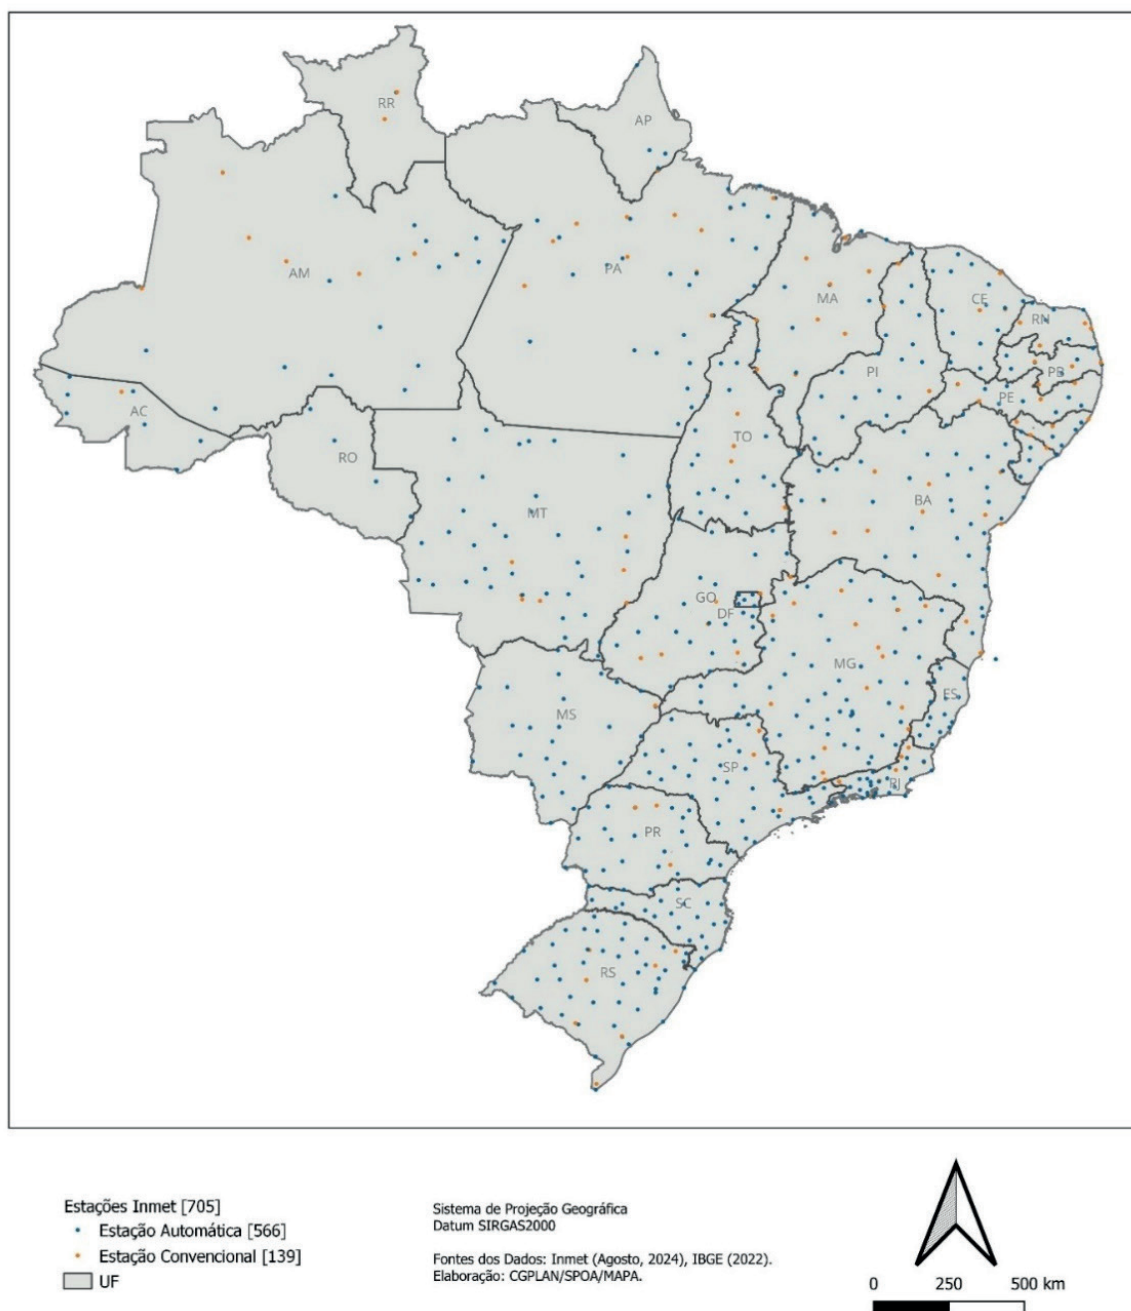 RR
AP
AM
PA
MA
CE
RN
PB
PI
PE
AC
TO
RO
BA
MT
GO
DF
MG
ES
MS
SP
RJ
PR
SC
RS
Estações Inmet [705]
Estação Automática [566]
Estação Convencional [139]
UF
Sistema de Projeção Geográfica
Datum SIRGAS2000
Fontes dos Dados: Inmet (Agosto, 2024), IBGE (2022).
Elaboração: CGPLAN/SPOA/MAPA.
0 250 500 km